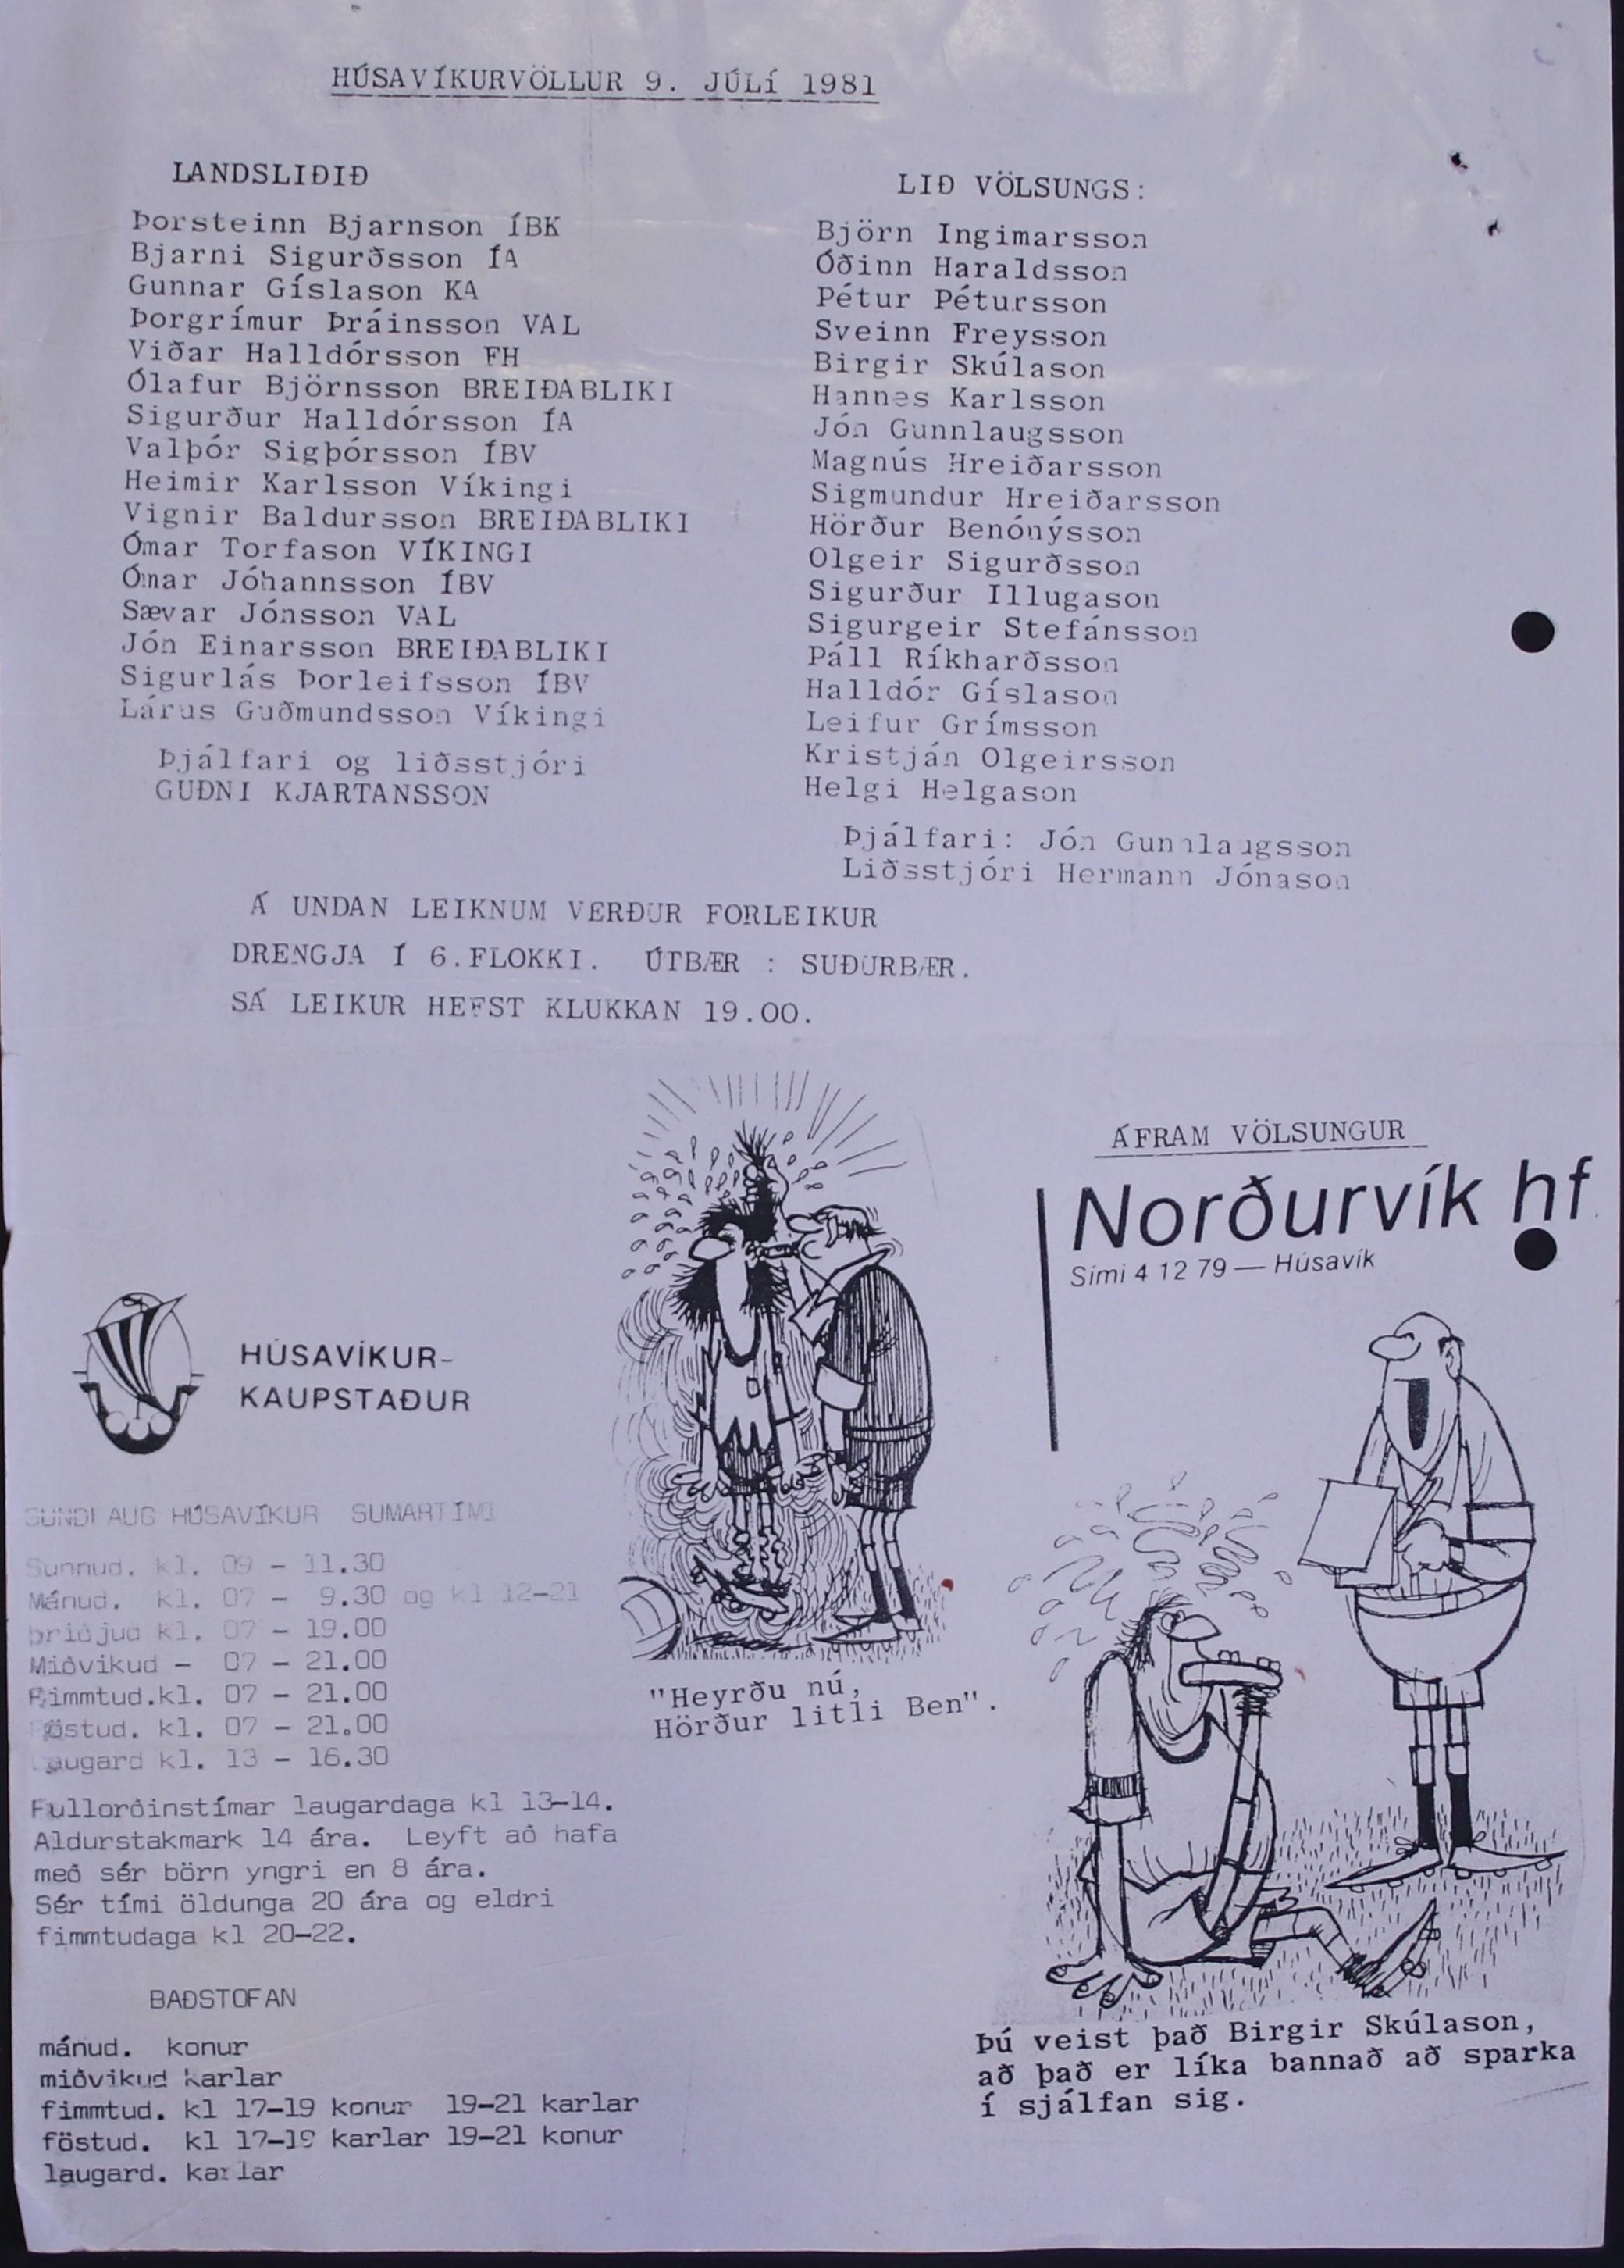 HÚSAVÍKURVÖLLUR 9. JÚLÍ 1981
LANDSLIÐIÐ
Þorsteinn Bjarnson ÍBK
Bjarni Sigurðsson ÍA
Gunnar Gíslason KA
Þorgrímur Þráinsson VAL
Viðar Halldórsson FH
Ólafur Björnsson BREIÐABLIKI
Sigurður Halldórsson ÍA
Valþór Sigþórsson ÍBV
Heimir Karlsson Víkingi
Vignir Baldursson BREIÐABLIKI
Ómar Torfason VÍKINGI
Ómar Jóhannsson ÍBV
Sævar Jónsson VAL
Jón Einarsson BREIÐABLIKI
Sigurlás Þorleifsson ÍBV
Lárus Guðmundsson Víkingi
Þjálfari og liðsstjóri
GUÐNI KJARTANSSON
LIÐ VÖLSUNGS:
Björn Ingimarsson
Óðinn Haraldsson
Pétur Pétursson
Sveinn Freysson
Birgir Skúlason
Hannes Karlsson
Jón Gunnlaugsson
Magnús Hreiðarsson
Sigmundur Hreiðarsson
Hörður Benónýsson
Olgeir Sigurðsson
Sigurður Illugason
Sigurgeir Stefánsson
Páll Ríkharðsson
Halldór Gíslason
Leifur Grímsson
Kristján Olgeirsson
Helgi Helgason
Þjálfari: Jón Gunnlaugsson
Liðsstjóri Hermann Jónason
Á UNDAN LEIKNUM VERÐUR FORLEIKUR
DRENGJA Í 6.FLOKKI. ÚTBÆR : SUÐURBÆR.
SÁ LEIKUR HEFST KLUKKAN 19.00.
ÁFRAM VÖLSUNGUR
Norðurvík hf
Sími 4 12 79 — Húsavík
HÚSAVÍKUR-
KAUPSTAÐUR
SUNDLAUG HÚSAVÍKUR SUMARTÍMI
Sunnud. kl. 09 - 11.30
Mánud. kl. 07 - 9.30 og kl 12-21
Þriðjud kl. 07 - 19.00
Miðvikud - 07 - 21.00
Fimmtud.kl. 07 - 21.00
Föstud. kl. 07 - 21.00
Laugard kl. 13 - 16.30
Fullorðinstímar laugardaga kl 13-14.
Aldurstakmark 14 ára. Leyft að hafa
með sér börn yngri en 8 ára.
Sér tími öldunga 20 ára og eldri
fimmtudaga kl 20-22.
BAÐSTOFAN
mánud. konur
miðvikud karlar
fimmtud. kl 17-19 konur 19-21 karlar
föstud. kl 17-19 karlar 19-21 konur
laugard. karlar
"Heyrðu nú,
Hörður litli Ben".
Þú veist það Birgir Skúlason,
að það er líka bannað að sparka
í sjálfan sig.